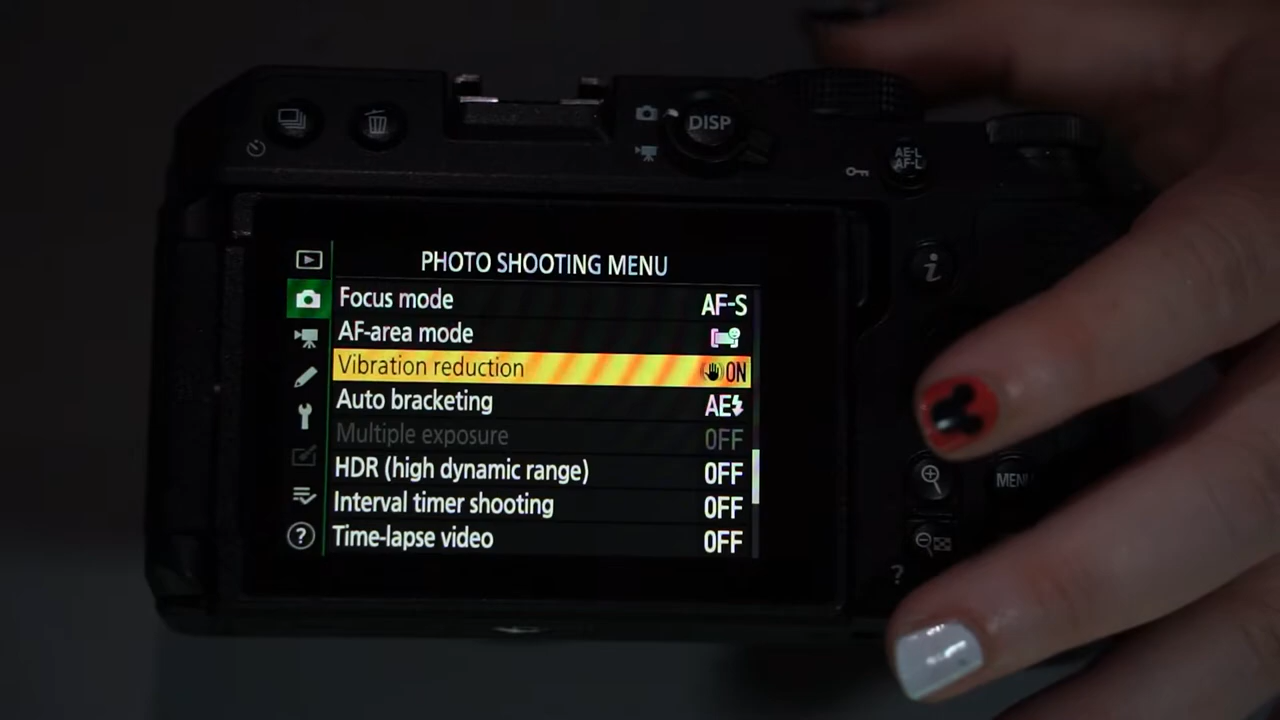 DISP
AE-L
AF-L
i
PHOTO SHOOTING MENU
Focus mode AF-S
AF-area mode
Vibration reduction ON
Auto bracketing AE
Multiple exposure OFF
HDR (high dynamic range) OFF
Interval timer shooting OFF
Time-lapse video OFF
?
MENU
?